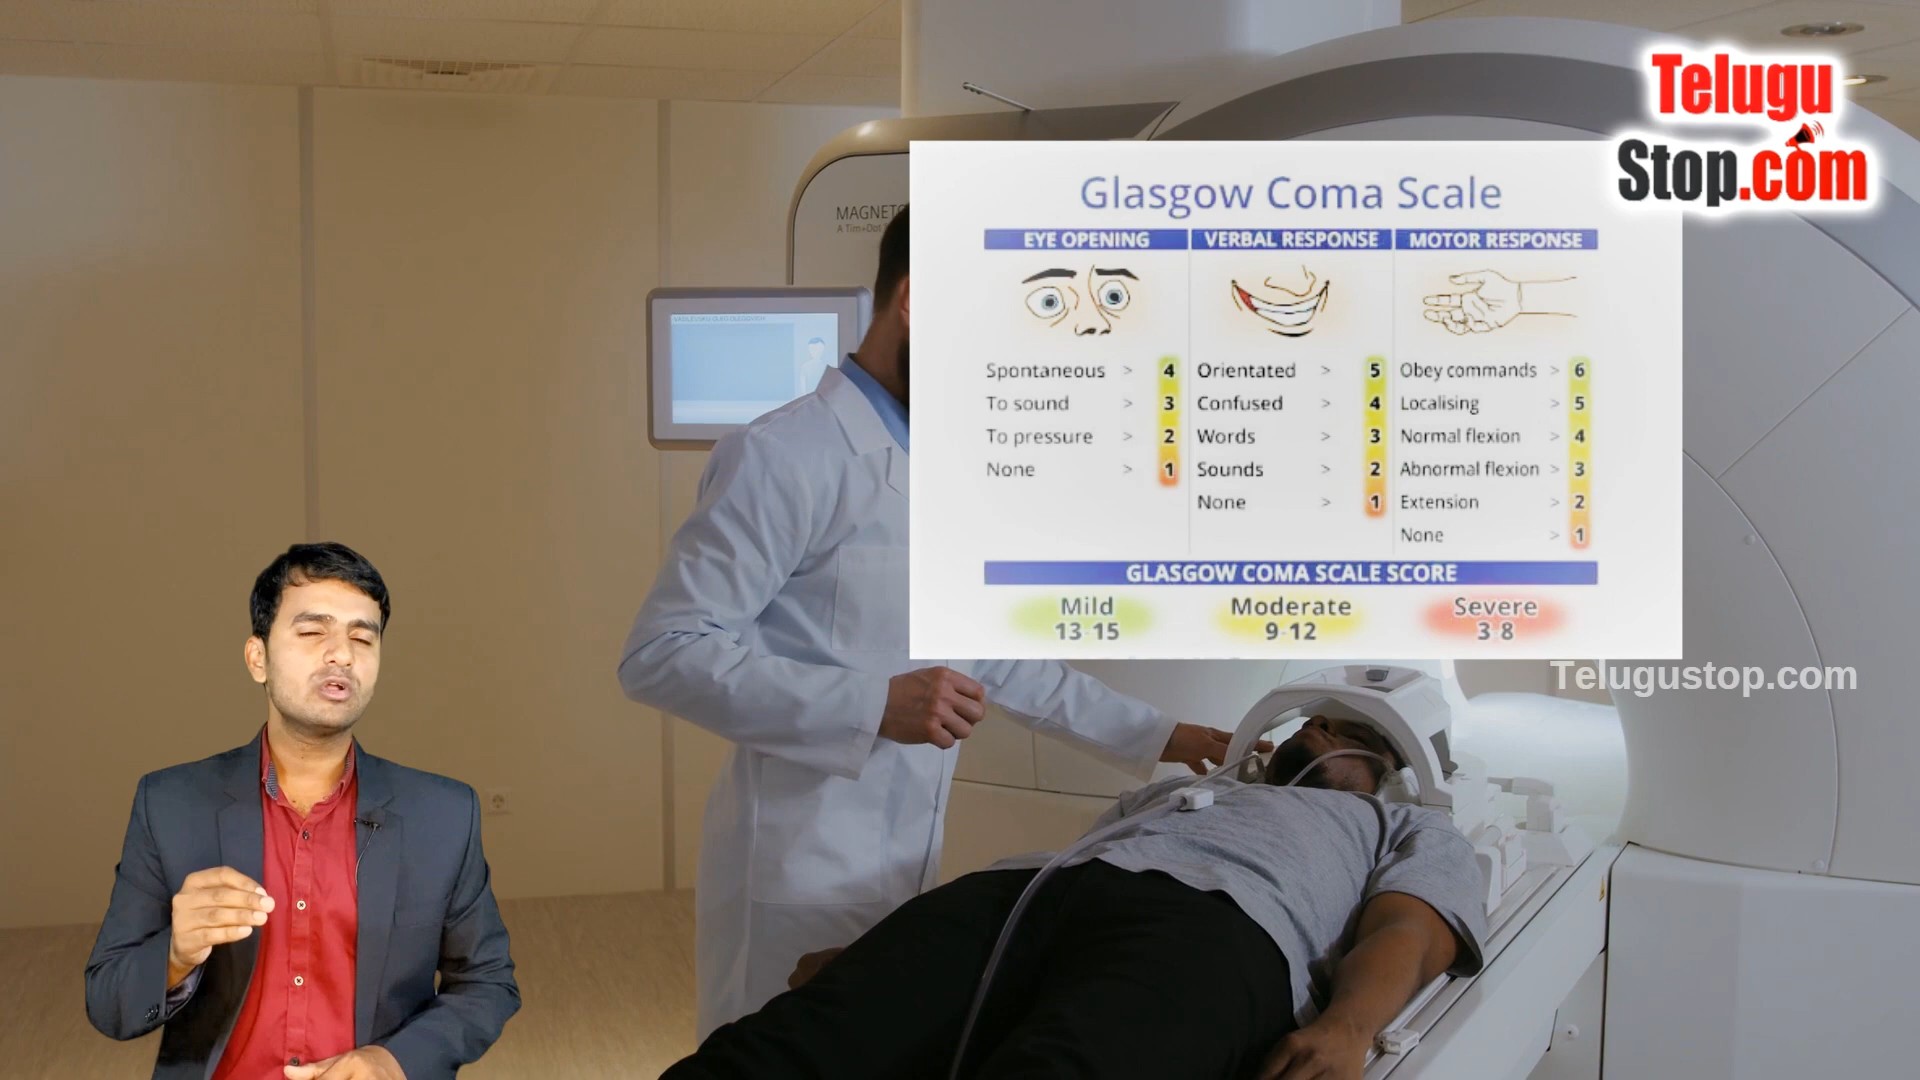 Telugu
Stop.com
MAGNETO
A Tim+Dot
Glasgow Coma Scale
EYE OPENING VERBAL RESPONSE MOTOR RESPONSE
Spontaneous > 4 Orientated > 5 Obey commands > 6
To sound > 3 Confused > 4 Localising > 5
To pressure > 2 Words > 3 Normal flexion > 4
None > 1 Sounds > 2 Abnormal flexion > 3
None > 1 Extension > 2
None > 1
GLASGOW COMA SCALE SCORE
Mild Moderate Severe
13-15 9-12 3-8
Telugustop.com